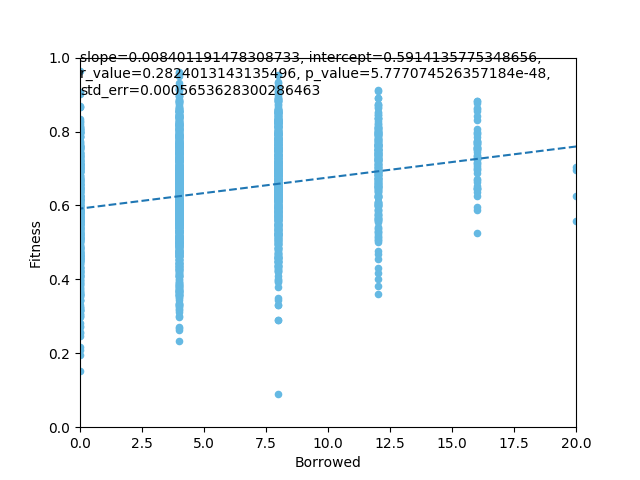 slope=0.008401191478308733, intercept=0.5914135775348656,
r_value=0.2824013143135496, p_value=5.777074526357184e-48,
std_err=0.0005653628300286463
1.0
0.8
0.6
0.4
0.2
0.0
Fitness
0.0 2.5 5.0 7.5 10.0 12.5 15.0 17.5 20.0
Borrowed